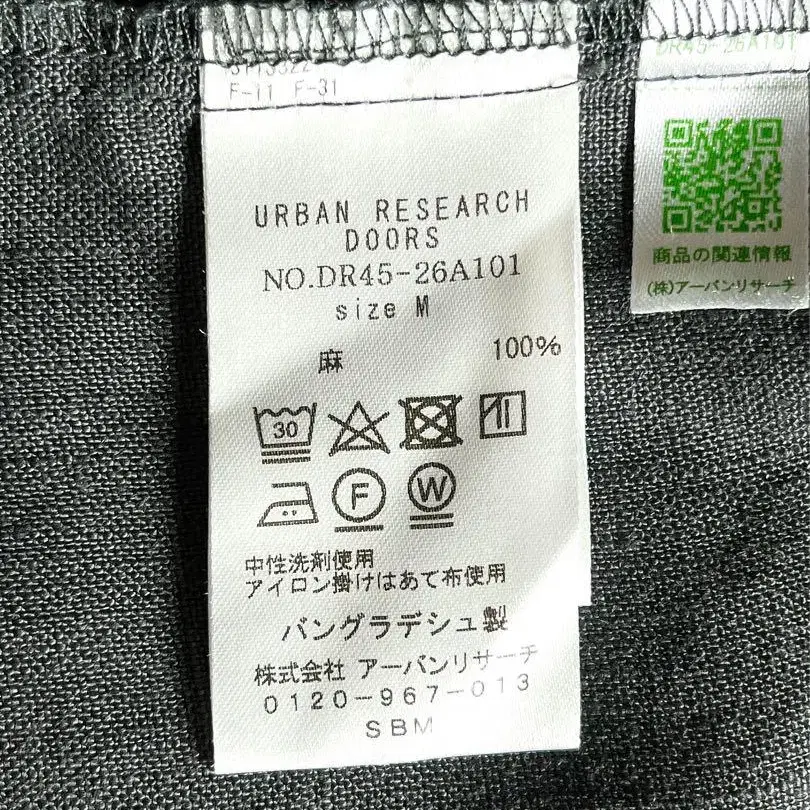 F-11 F-31
URBAN RESEARCH
DOORS
NO.DR45-26A101
size M
麻 100%
30
F
W
中性洗剤使用
アイロン掛けはあて布使用
バングラデシュ製
株式会社 アーバンリサーチ
0120-967-013
SBM
DR45-26A101
商品の関連情報
(株)アーバンリサーチ